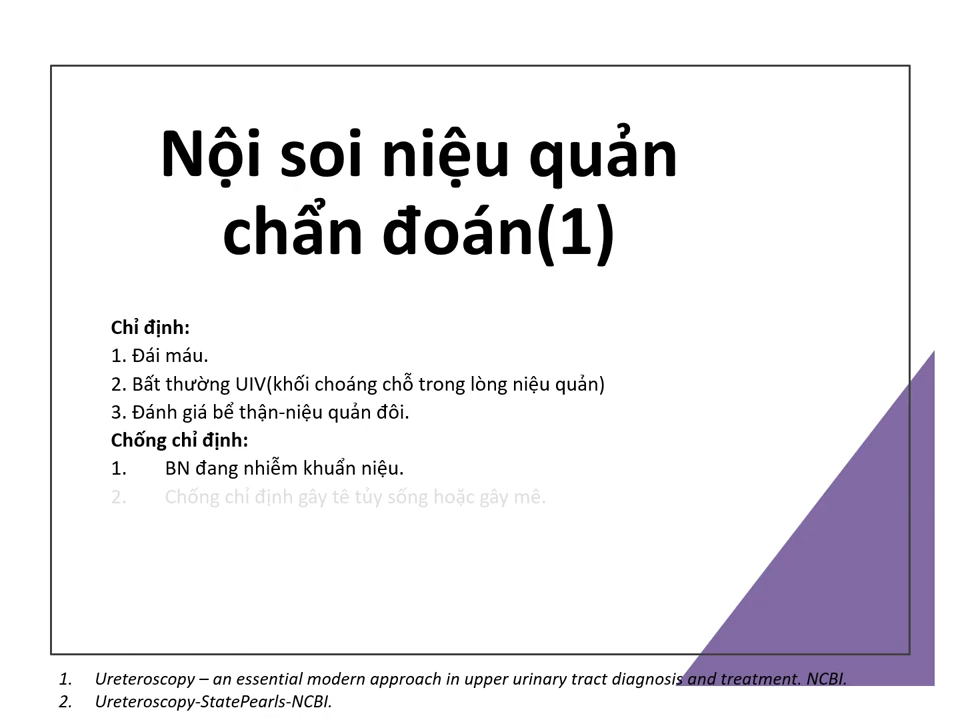 Nội soi niệu quản
chẩn đoán(1)
Chỉ định:
1. Đái máu.
2. Bất thường UIV(khối choáng chỗ trong lòng niệu quản)
3. Đánh giá bể thận-niệu quản đôi.
Chống chỉ định:
1. BN đang nhiễm khuẩn niệu.
2. Chống chỉ định gây tê tủy sống hoặc gây mê.
1. Ureteroscopy – an essential modern approach in upper urinary tract diagnosis and treatment. NCBI.
2. Ureteroscopy-StatePearls-NCBI.